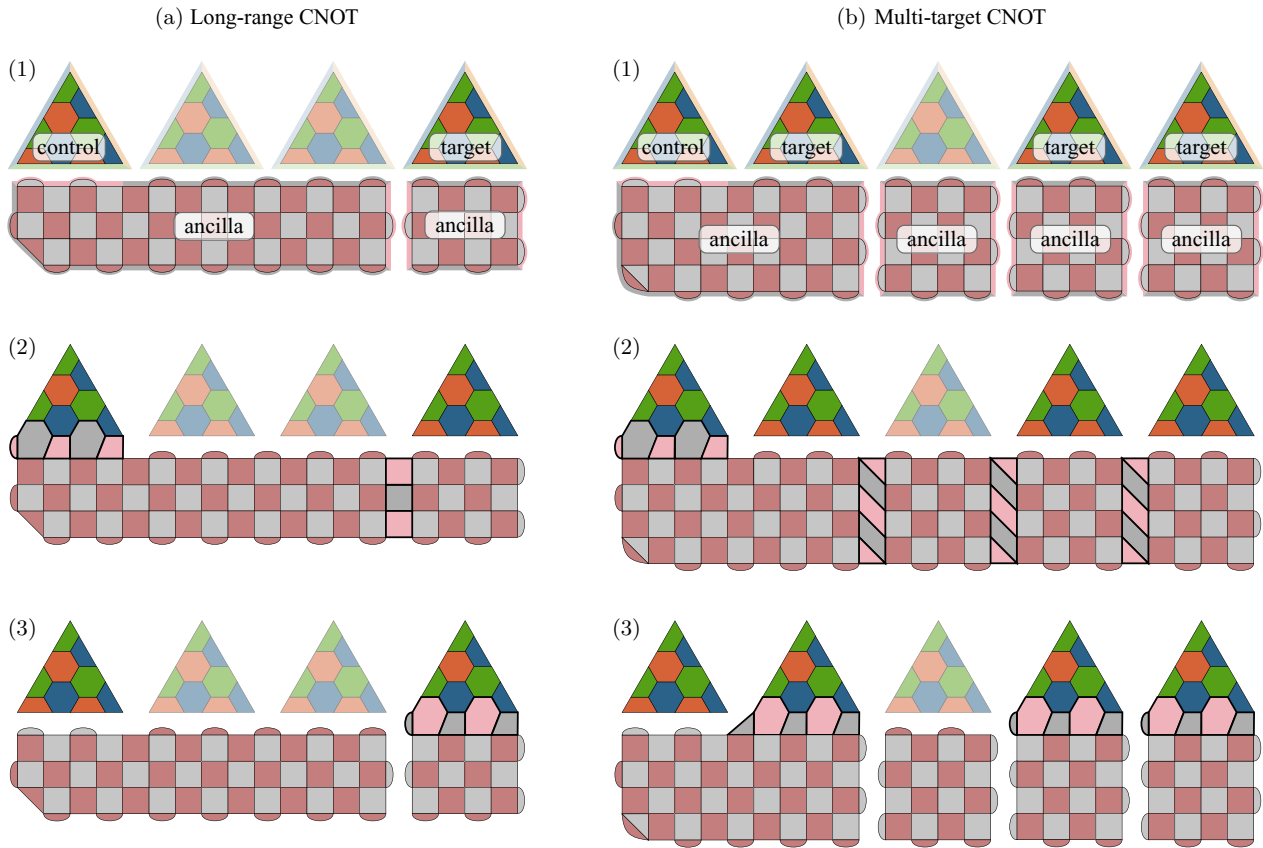 (a) Long-range CNOT
(b) Multi-target CNOT
(1)
control
target
ancilla
ancilla
(1)
control
target
target
target
ancilla
ancilla
ancilla
ancilla
(2)
(2)
(3)
(3)